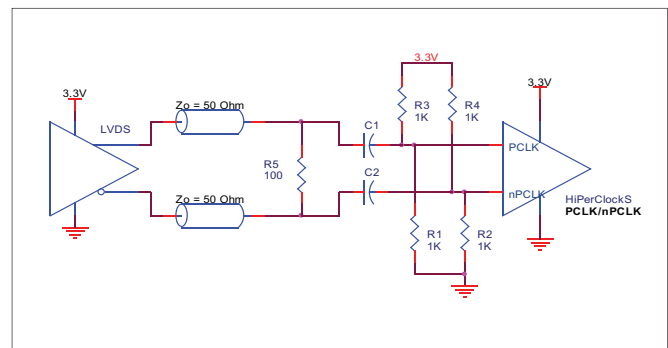 3.3V
LVDS
Zo = 50 Ohm
Zo = 50 Ohm
R5
100
C1
C2
3.3V
R3
1K
R4
1K
R1
1K
R2
1K
3.3V
PCLK
nPCLK
HiPerClockS
PCLK/nPCLK